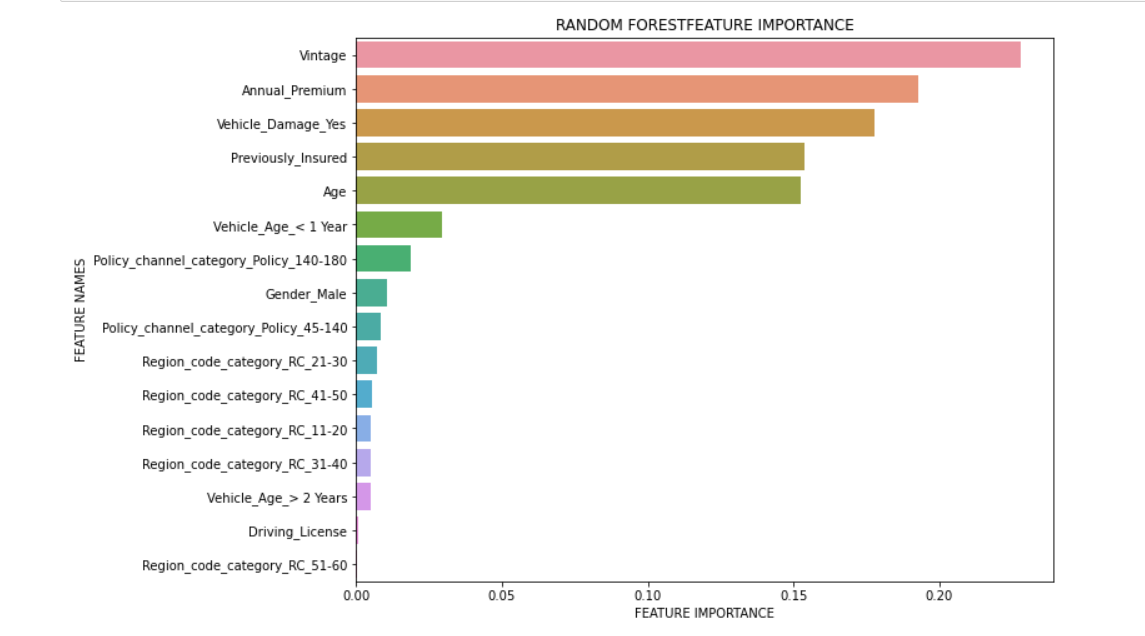 RANDOM FORESTFEATURE IMPORTANCE
Vintage
Annual_Premium
Vehicle_Damage_Yes
Previously_Insured
Age
Vehicle_Age_< 1 Year
Policy_channel_category_Policy_140-180
Gender_Male
Policy_channel_category_Policy_45-140
Region_code_category_RC_21-30
Region_code_category_RC_41-50
Region_code_category_RC_11-20
Region_code_category_RC_31-40
Vehicle_Age_> 2 Years
Driving_License
Region_code_category_RC_51-60
FEATURE NAMES
0.00 0.05 0.10 0.15 0.20
FEATURE IMPORTANCE